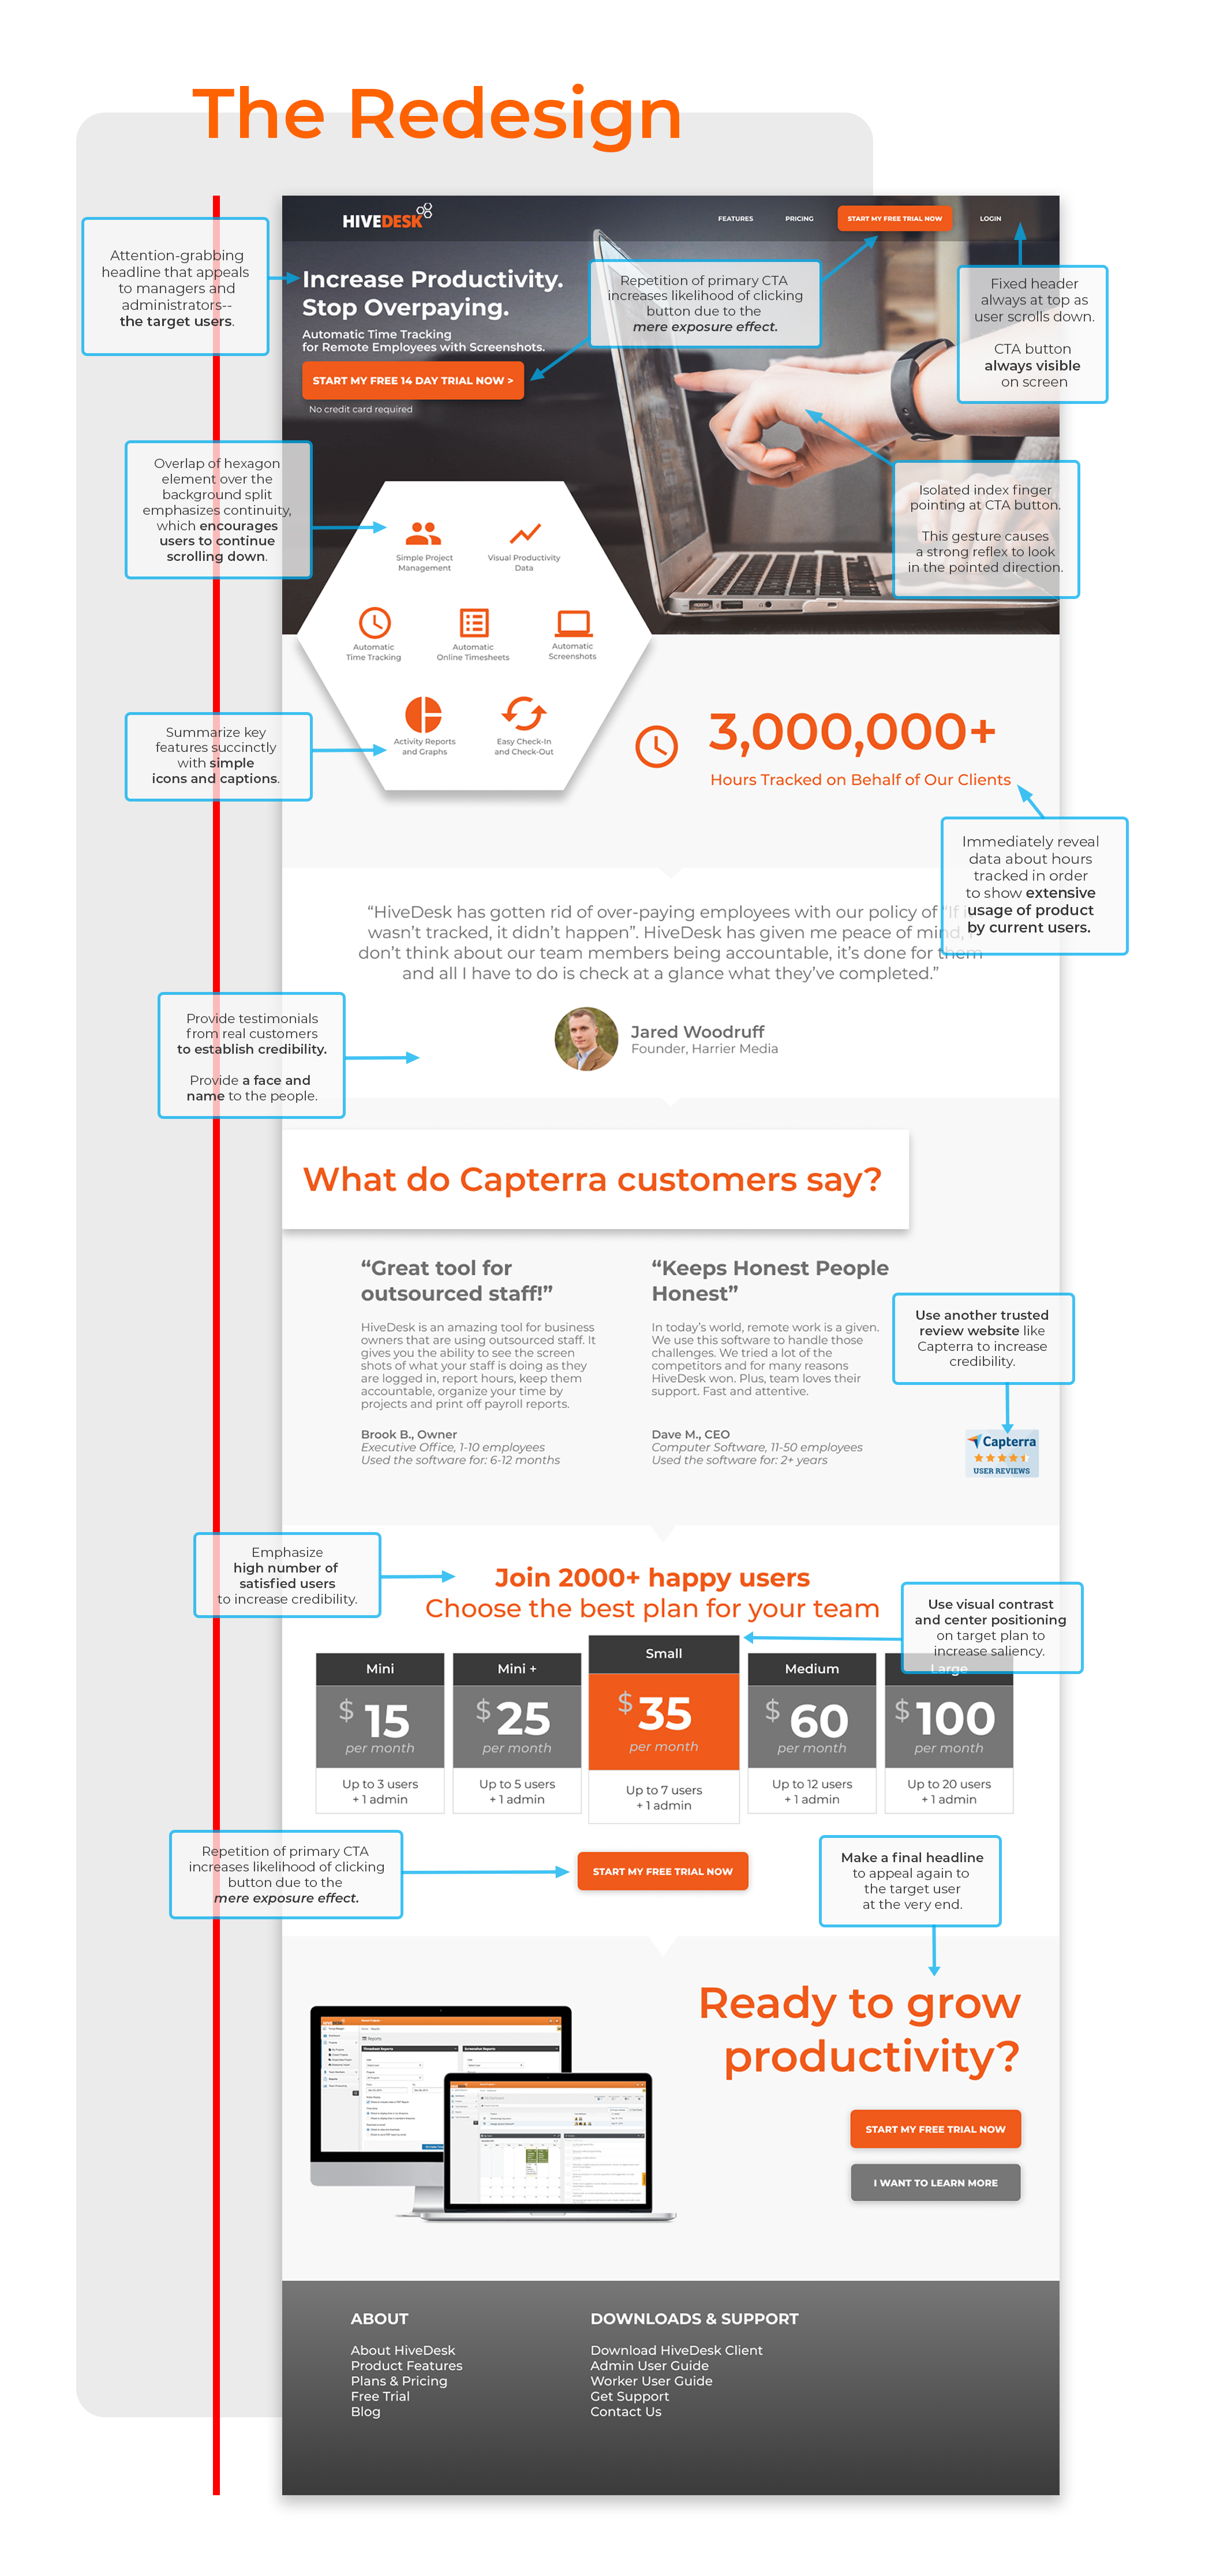 The Redesign
HIVEDESK
FEATURES
PRICING
START MY FREE TRIAL NOW
LOGIN
Attention-grabbing
headline that appeals
to managers and
administrators--
the target users.
Increase Productivity.
Stop Overpaying.
Automatic Time Tracking
for Remote Employees with Screenshots.
START MY FREE 14 DAY TRIAL NOW >
No credit card required
Repetition of primary CTA
increases likelihood of clicking
button due to the
mere exposure effect.
Fixed header
always at top as
user scrolls down.
CTA button
always visible
on screen
Overlap of hexagon
element over the
background split
emphasizes continuity,
which encourages
users to continue
scrolling down.
Isolated index finger
pointing at CTA button.
This gesture causes
a strong reflex to look
in the pointed direction.
Simple Project
Management
Visual Productivity
Data
Automatic
Time Tracking
Automatic
Online Timesheets
Automatic
Screenshots
Activity Reports
and Graphs
Easy Check-In
and Check-Out
Summarize key
features succinctly
with simple
icons and captions.
3,000,000+
Hours Tracked on Behalf of Our Clients
Immediately reveal
data about hours
tracked in order
to show extensive
usage of product
by current users.
“HiveDesk has gotten rid of over-paying employees with our policy of “If it
wasn’t tracked, it didn’t happen”. HiveDesk has given me peace of mind, I
don’t think about our team members being accountable, it’s done for them
and all I have to do is check at a glance what they’ve completed.”
Jared Woodruff
Founder, Harrier Media
Provide testimonials
from real customers
to establish credibility.
Provide a face and
name to the people.
What do Capterra customers say?
“Great tool for
outsourced staff!”
HiveDesk is an amazing tool for business
owners that are using outsourced staff. It
gives you the ability to see the screen
shots of what your staff is doing as they
are logged in, report hours, keep them
accountable, organize your time by
projects and print off payroll reports.
Brook B., Owner
Executive Office, 1-10 employees
Used the software for: 6-12 months
“Keeps Honest People
Honest”
In today’s world, remote work is a given.
We use this software to handle those
challenges. We tried a lot of the
competitors and for many reasons
HiveDesk won. Plus, team loves their
support. Fast and attentive.
Dave M., CEO
Computer Software, 11-50 employees
Used the software for: 2+ years
Use another trusted
review website like
Capterra to increase
credibility.
Capterra
USER REVIEWS
Emphasize
high number of
satisfied users
to increase credibility.
Join 2000+ happy users
Choose the best plan for your team
Use visual contrast
and center positioning
on target plan to
increase saliency.
Mini
$ 15
per month
Up to 3 users
+ 1 admin
Mini +
$ 25
per month
Up to 5 users
+ 1 admin
Small
$ 35
per month
Up to 7 users
+ 1 admin
Medium
$ 60
per month
Up to 12 users
+ 1 admin
Large
$ 100
per month
Up to 20 users
+ 1 admin
Repetition of primary CTA
increases likelihood of clicking
button due to the
mere exposure effect.
START MY FREE TRIAL NOW
Make a final headline
to appeal again to
the target user
at the very end.
Ready to grow
productivity?
START MY FREE TRIAL NOW
I WANT TO LEARN MORE
ABOUT
About HiveDesk
Product Features
Plans & Pricing
Free Trial
Blog
DOWNLOADS & SUPPORT
Download HiveDesk Client
Admin User Guide
Worker User Guide
Get Support
Contact Us